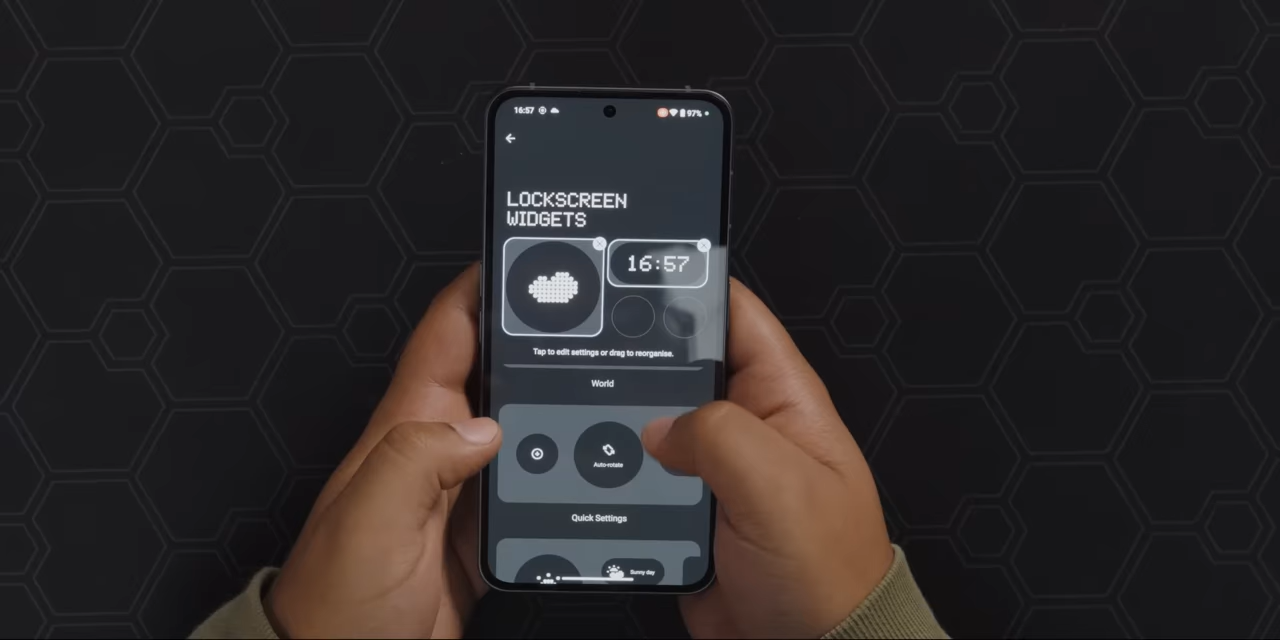 16:57
97%
LOCKSCREEN
WIDGETS
16:57
Tap to edit settings or drag to reorganise.
World
Auto-rotate
Quick Settings
Sunny day